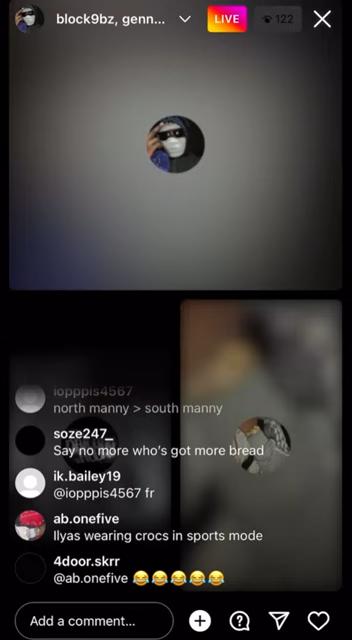 block9bz, genn...
LIVE
122
iopppis4567
north manny > south manny
soze247_
Say no more who's got more bread
ik.bailey19
@iopppis4567 fr
ab.onefive
Ilyas wearing crocs in sports mode
4door.skrr
@ab.onefive 😂😂😂😂😂
Add a comment...